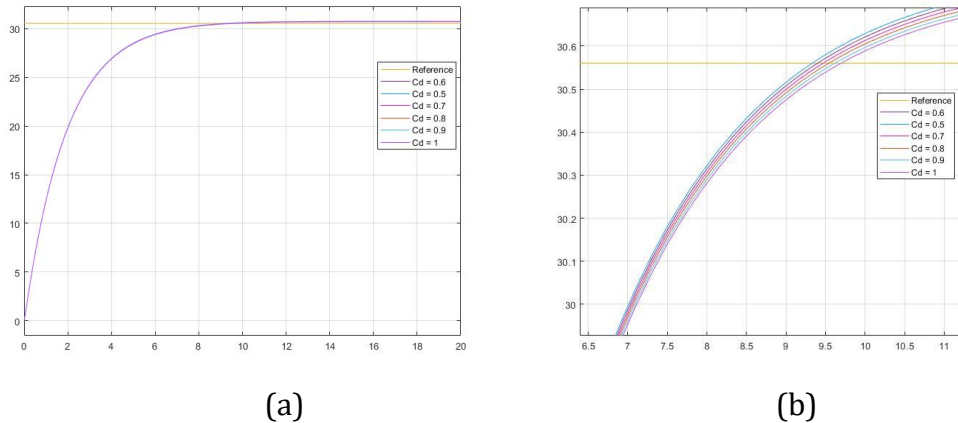 30
25
20
15
10
5
0
0 2 4 6 8 10 12 14 16 18 20
Reference
Cd = 0.6
Cd = 0.5
Cd = 0.7
Cd = 0.8
Cd = 0.9
Cd = 1
(a)
30.6
30.5
30.4
30.3
30.2
30.1
30
6.5 7 7.5 8 8.5 9 9.5 10 10.5 11
Reference
Cd = 0.6
Cd = 0.5
Cd = 0.7
Cd = 0.8
Cd = 0.9
Cd = 1
(b)